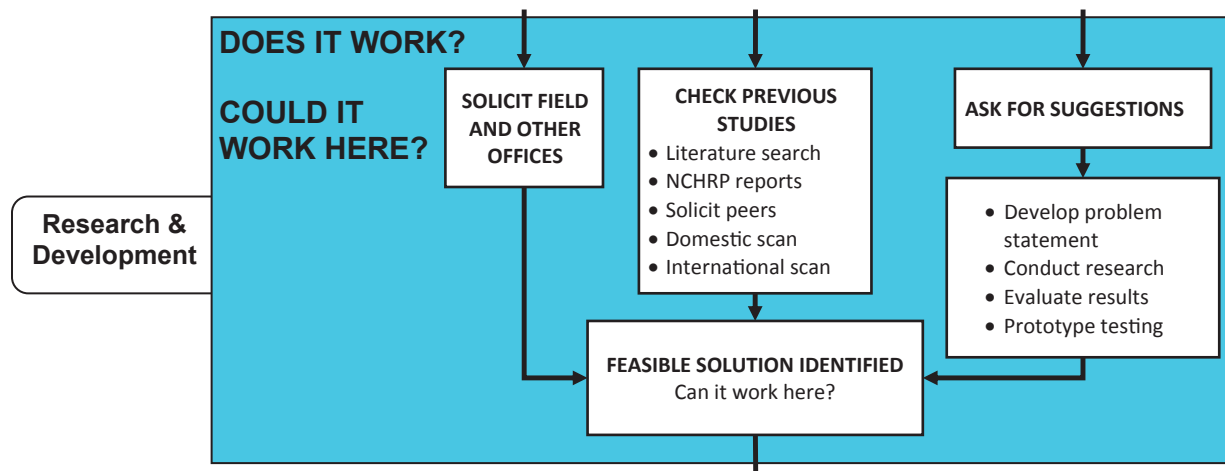 DOES IT WORK?
COULD IT
WORK HERE?
Research &
Development
SOLICIT FIELD
AND OTHER
OFFICES
CHECK PREVIOUS
STUDIES
• Literature search
• NCHRP reports
• Solicit peers
• Domestic scan
• International scan
ASK FOR SUGGESTIONS
• Develop problem
statement
• Conduct research
• Evaluate results
• Prototype testing
FEASIBLE SOLUTION IDENTIFIED
Can it work here?